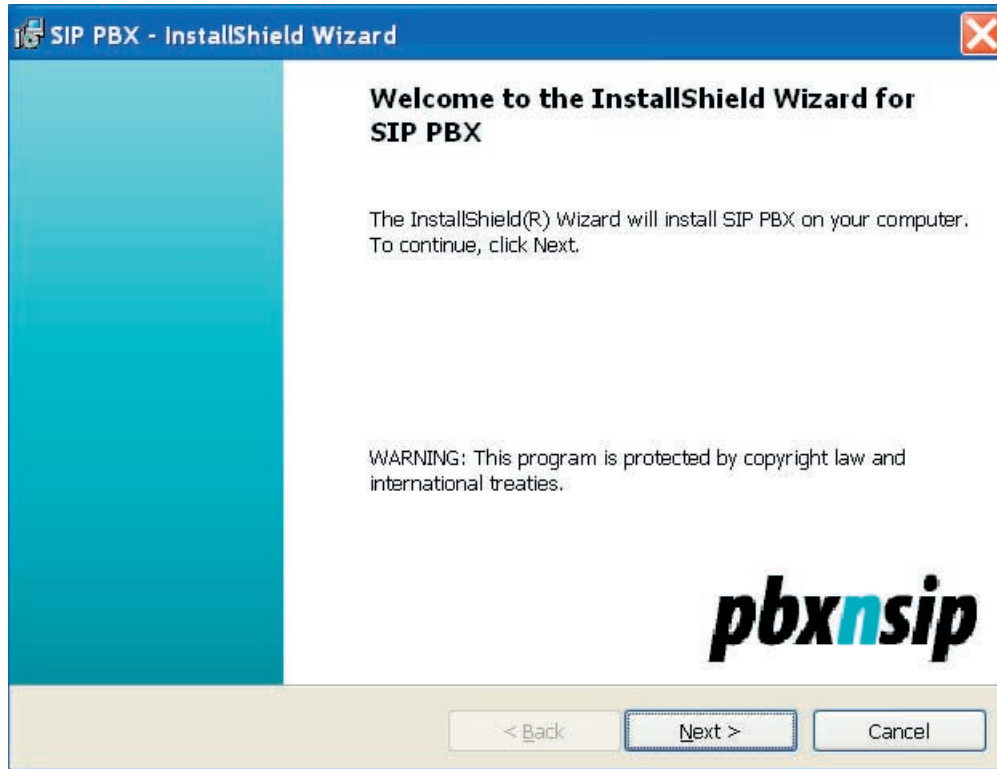 SIP PBX - InstallShield Wizard
Welcome to the InstallShield Wizard for
SIP PBX
The InstallShield(R) Wizard will install SIP PBX on your computer.
To continue, click Next.
WARNING: This program is protected by copyright law and
international treaties.
pbxnsip
< Back
Next >
Cancel